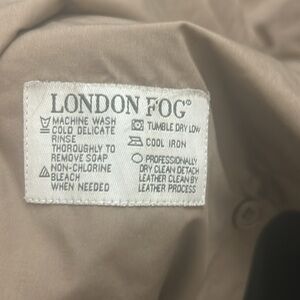 LONDON FOG®
MACHINE WASH
COLD DELICATE
RINSE
THOROUGHLY TO
REMOVE SOAP
NON-CHLORINE
BLEACH
WHEN NEEDED
TUMBLE DRY LOW
COOL IRON
PROFESSIONALLY
DRY CLEAN DETACH
LEATHER CLEAN BY
LEATHER PROCESS